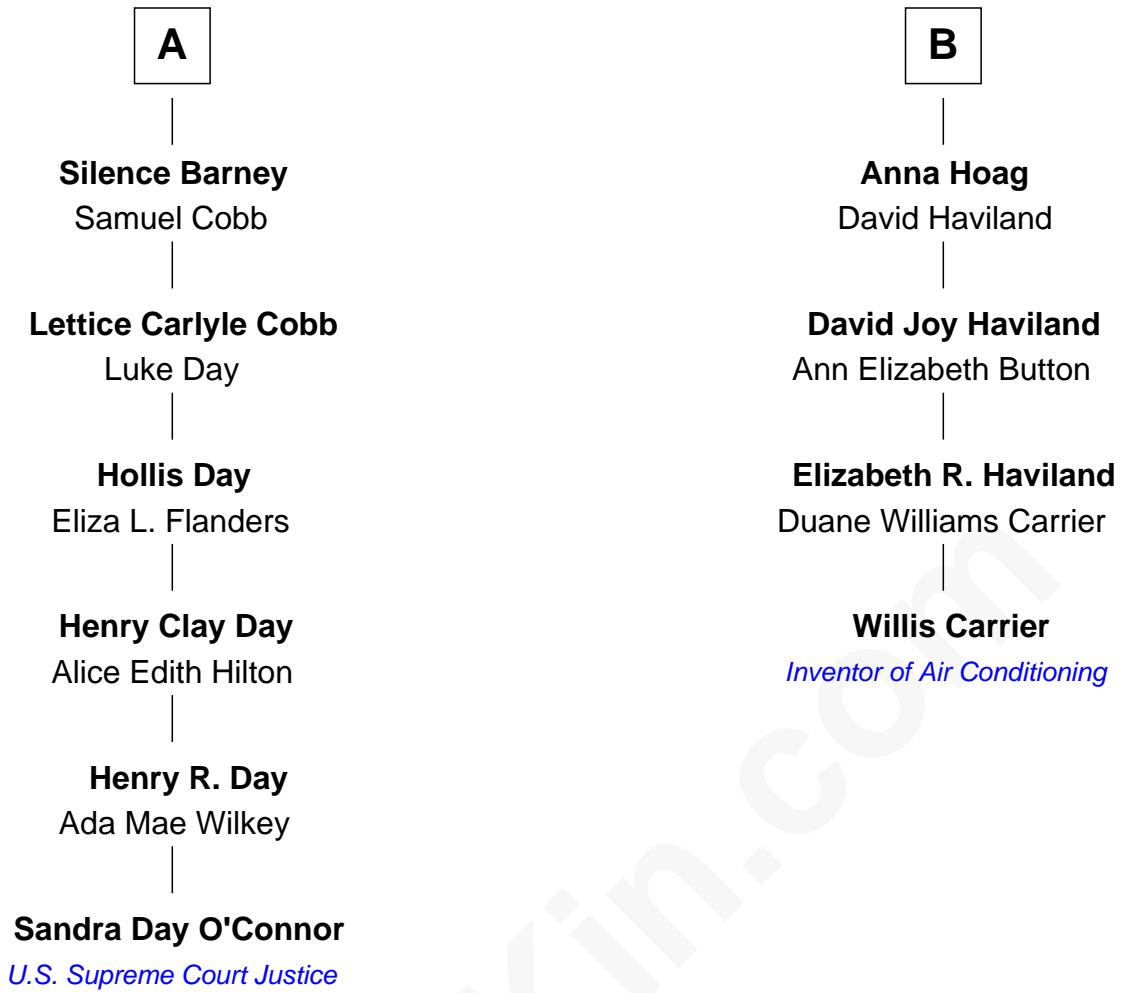 A
Silence Barney
Samuel Cobb
Lettice Carlyle Cobb
Luke Day
Hollis Day
Eliza L. Flanders
Henry Clay Day
Alice Edith Hilton
Henry R. Day
Ada Mae Wilkey
Sandra Day O'Connor
U.S. Supreme Court Justice
B
Anna Hoag
David Haviland
David Joy Haviland
Ann Elizabeth Button
Elizabeth R. Haviland
Duane Williams Carrier
Willis Carrier
Inventor of Air Conditioning